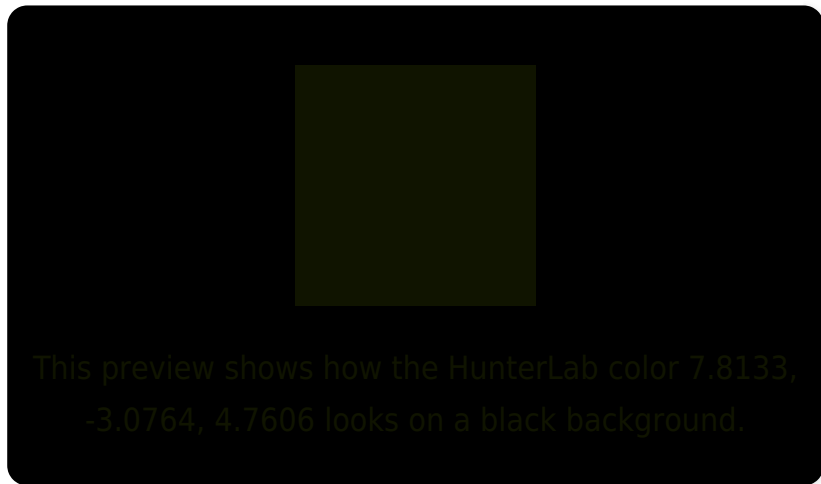 This preview shows how the HunterLab color 7.8133,
-3.0764, 4.7606 looks on a black background.